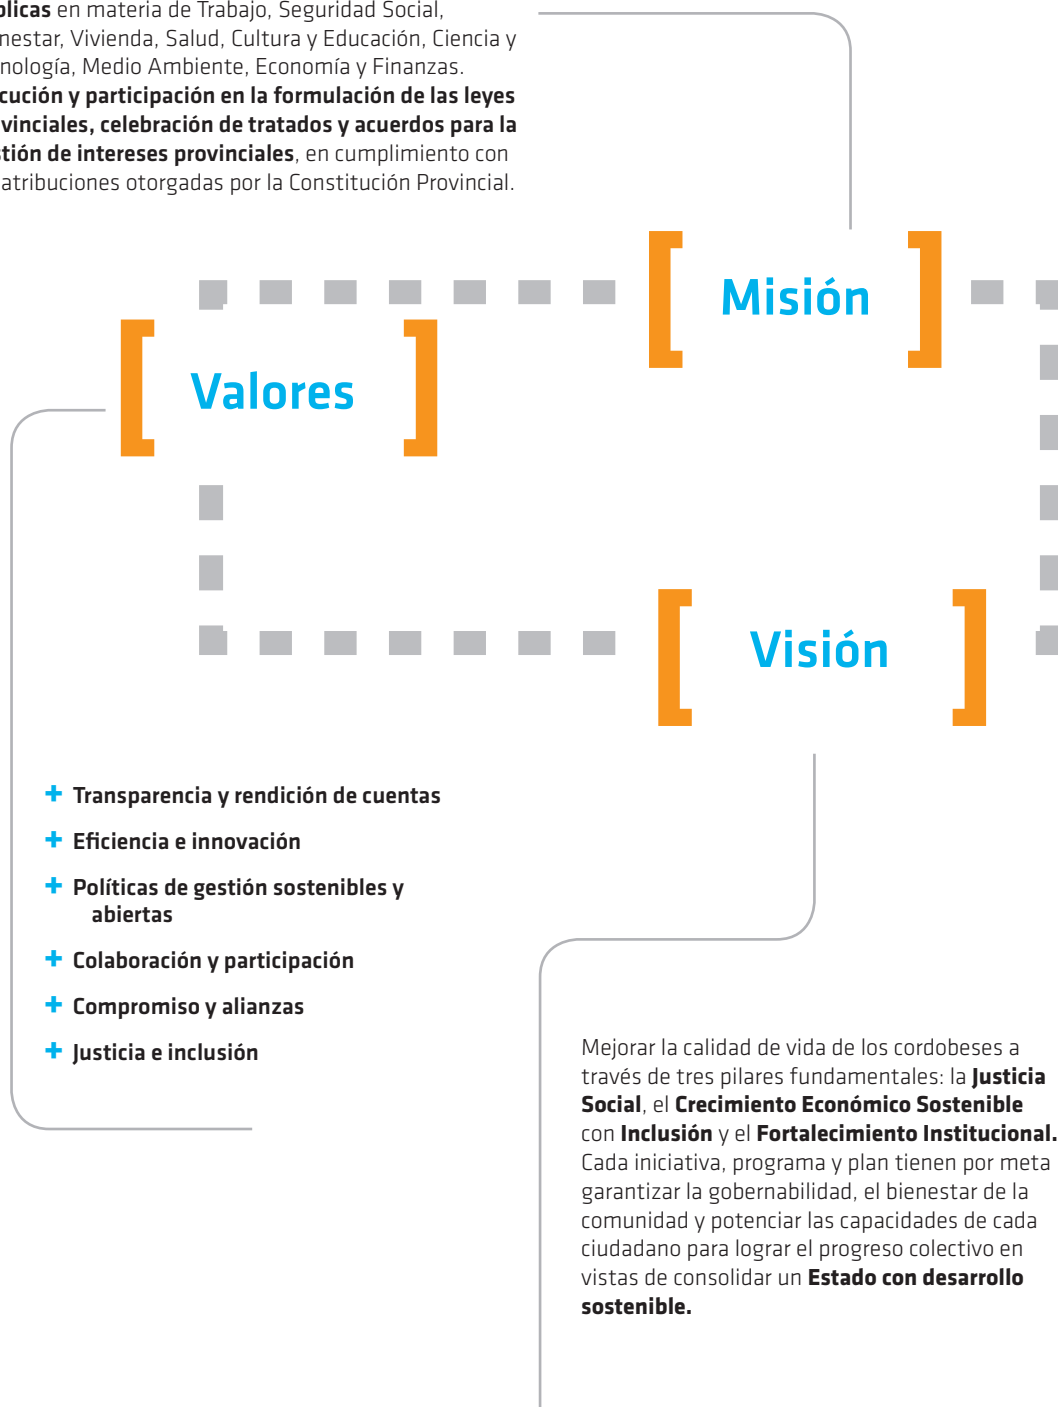 en materia de Trabajo, Seguridad Social,
Vivienda, Salud, Cultura y Educación, Ciencia y
Medio Ambiente, Economía y Finanzas.
y participación en la formulación de las leyes
celebración de tratados y acuerdos para la
de intereses provinciales, en cumplimiento con
atribuciones otorgadas por la Constitución Provincial.
Misión
Valores
Visión
+ Transparencia y rendición de cuentas
+ Eficiencia e innovación
+ Políticas de gestión sostenibles y
abiertas
+ Colaboración y participación
+ Compromiso y alianzas
+ Justicia e inclusión
Mejorar la calidad de vida de los cordobeses a
través de tres pilares fundamentales: la Justicia
Social, el Crecimiento Económico Sostenible
con Inclusión y el Fortalecimiento Institucional.
Cada iniciativa, programa y plan tienen por meta
garantizar la gobernabilidad, el bienestar de la
comunidad y potenciar las capacidades de cada
ciudadano para lograr el progreso colectivo en
vistas de consolidar un Estado con desarrollo
sostenible.